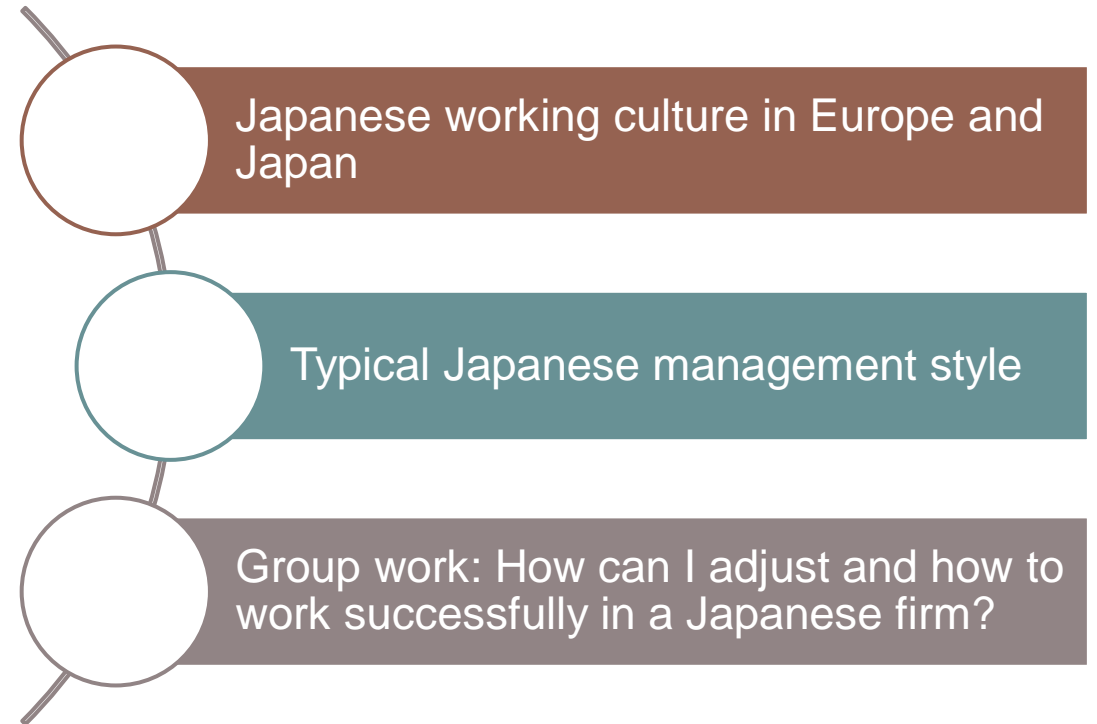 Japanese working culture in Europe and
Japan
Typical Japanese management style
Group work: How can I adjust and how to
work successfully in a Japanese firm?